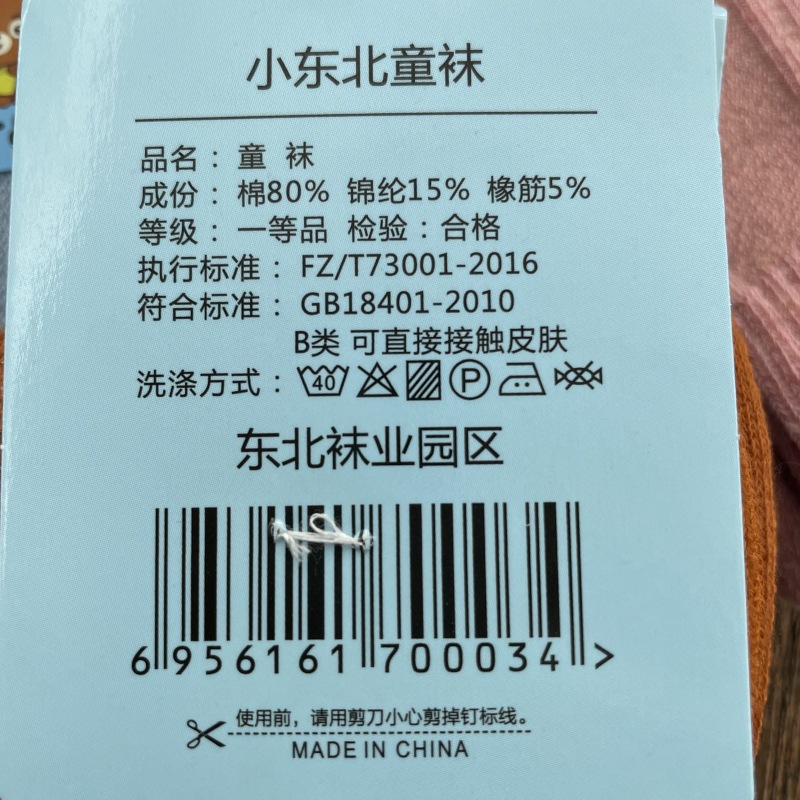 小东北童袜
品名：童 袜
成份：棉80% 锦纶15% 橡筋5%
等级：一等品 检验：合格
执行标准：FZ/T73001-2016
符合标准：GB18401-2010
B类 可直接接触皮肤
洗涤方式： 40 P
东北袜业园区
6 956161 700034 >
使用前，请用剪刀小心剪掉钉标线。
MADE IN CHINA